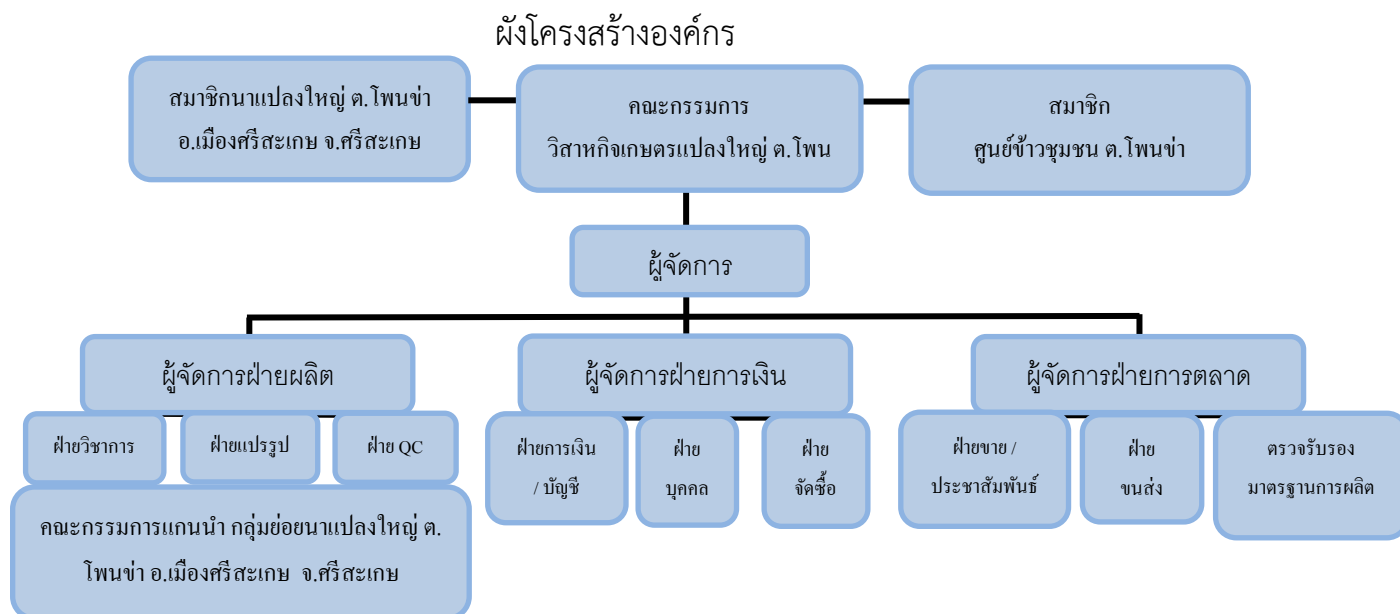 ผังโครงสร้างองค์กร
สมาชิกนาแปลงใหญ่ ต.โพนข่า
อ.เมืองศรีสะเกษ จ.ศรีสะเกษ
คณะกรรมการ
วิสาหกิจเกษตรแปลงใหญ่ ต.โพน
สมาชิก
ศูนย์ข้าวชุมชน ต.โพนข่า
ผู้จัดการ
ผู้จัดการฝ่ายผลิต
ผู้จัดการฝ่ายการเงิน
ผู้จัดการฝ่ายการตลาด
ฝ่ายวิชาการ
ฝ่ายแปรรูป
ฝ่าย QC
ฝ่ายการเงิน
/ บัญชี
ฝ่าย
บุคคล
ฝ่าย
จัดซื้อ
ฝ่ายขาย /
ประชาสัมพันธ์
ฝ่าย
ขนส่ง
ตรวจรับรอง
มาตรฐานการผลิต
คณะกรรมการแกนนำ กลุ่มย่อยนาแปลงใหญ่ ต.
โพนข่า อ.เมืองศรีสะเกษ จ.ศรีสะเกษ